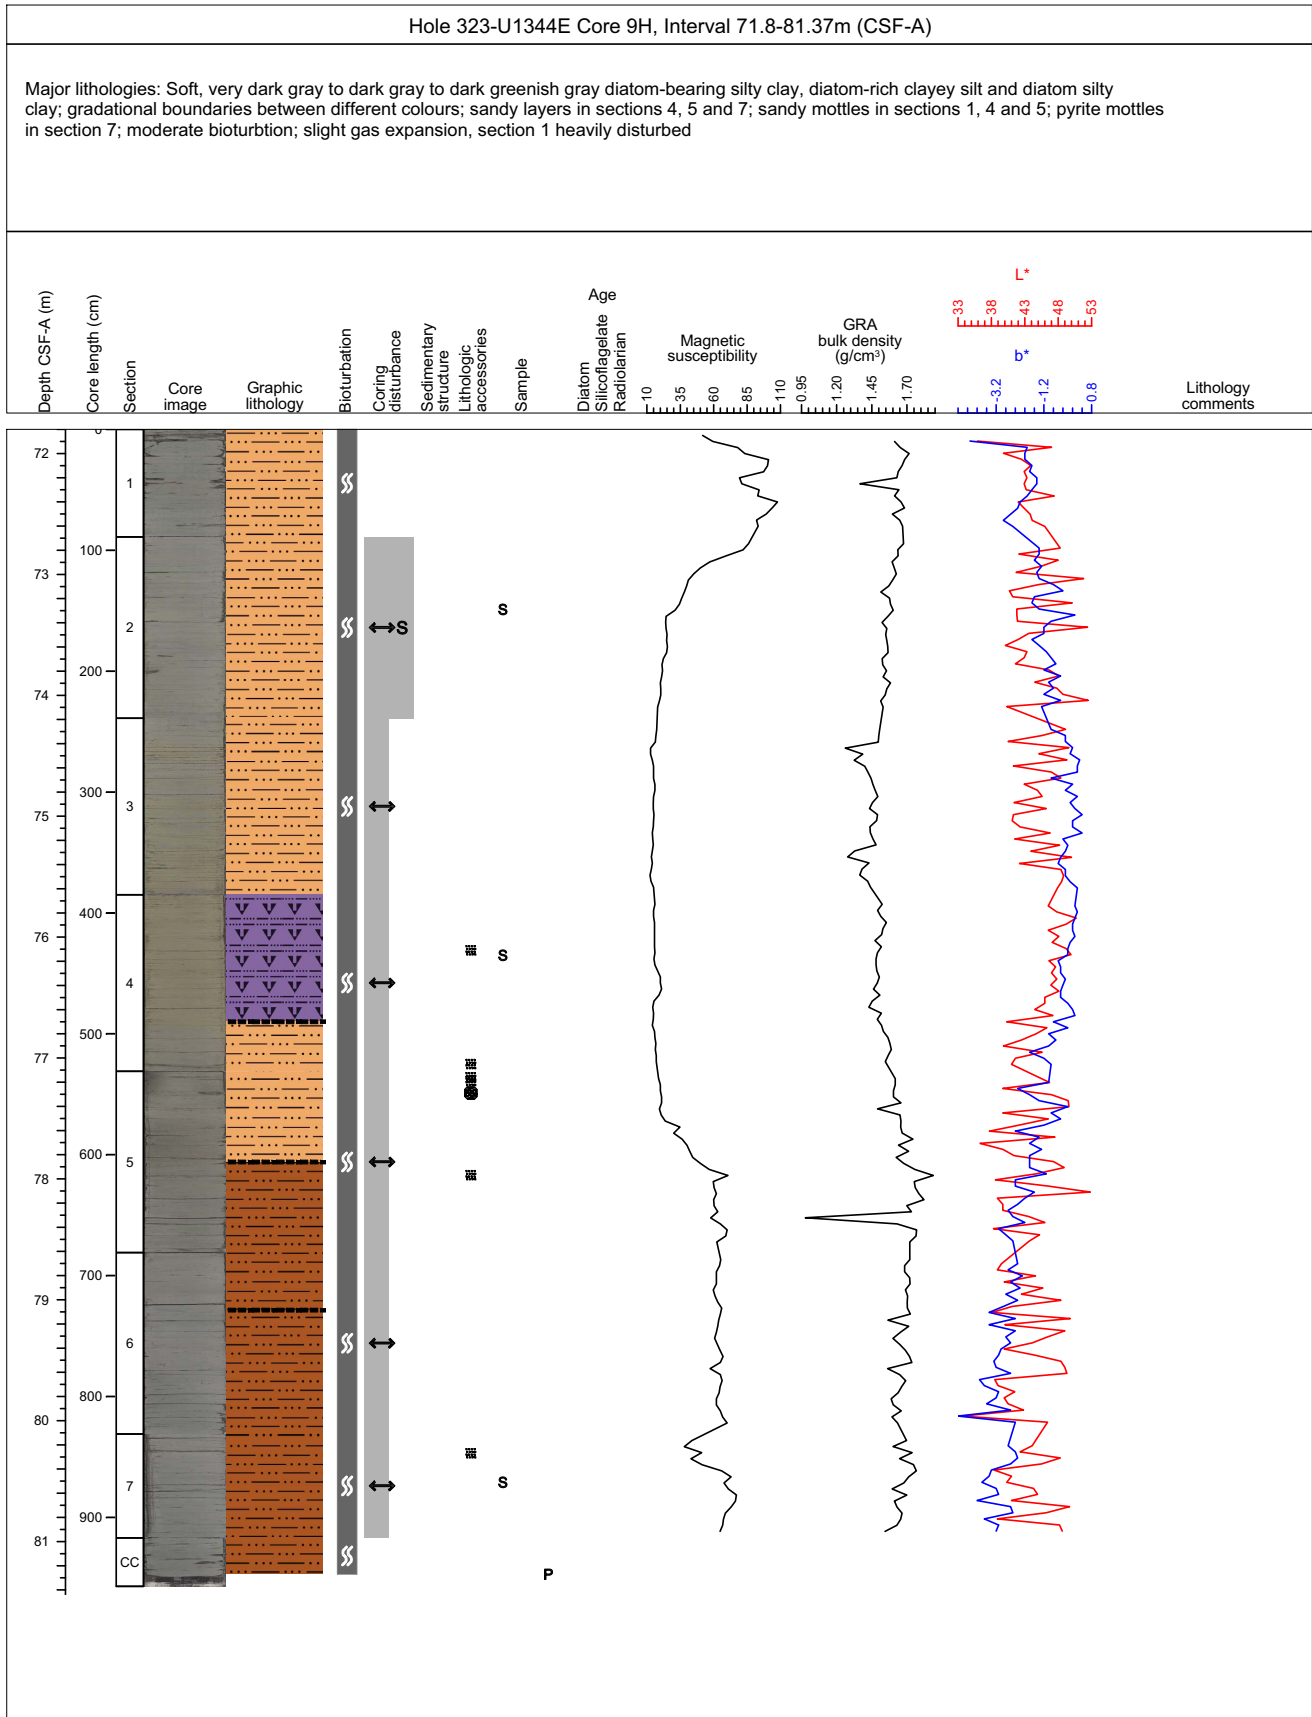 Hole 323-U1344E Core 9H, Interval 71.8-81.37m (CSF-A)
Major lithologies: Soft, very dark gray to dark gray to dark greenish gray diatom-bearing silty clay, diatom-rich clayey silt and diatom silty
clay; gradational boundaries between different colours; sandy layers in sections 4, 5 and 7; sandy mottles in sections 1, 4 and 5; pyrite mottles
in section 7; moderate bioturbtion; slight gas expansion, section 1 heavily disturbed
Depth CSF-A (m)
Core length (cm)
Section
Core
image
Graphic
lithology
Bioturbation
Coring
disturbance
Sedimentary
structure
Lithologic
accessories
Sample
Age
Diatom
Silicoflagelate
Radiolarian
Magnetic
susceptibility
10 35 60 85 110
GRA
bulk density
(g/cm³)
0.95 1.20 1.45 1.70
L*
33 38 43 48 53
b*
-3.2 -1.2 0.8
Lithology
comments
72
73
74
75
76
77
78
79
80
81
0
100
200
300
400
500
600
700
800
900
1
2
3
4
5
6
7
CC
S
S
S
S
P